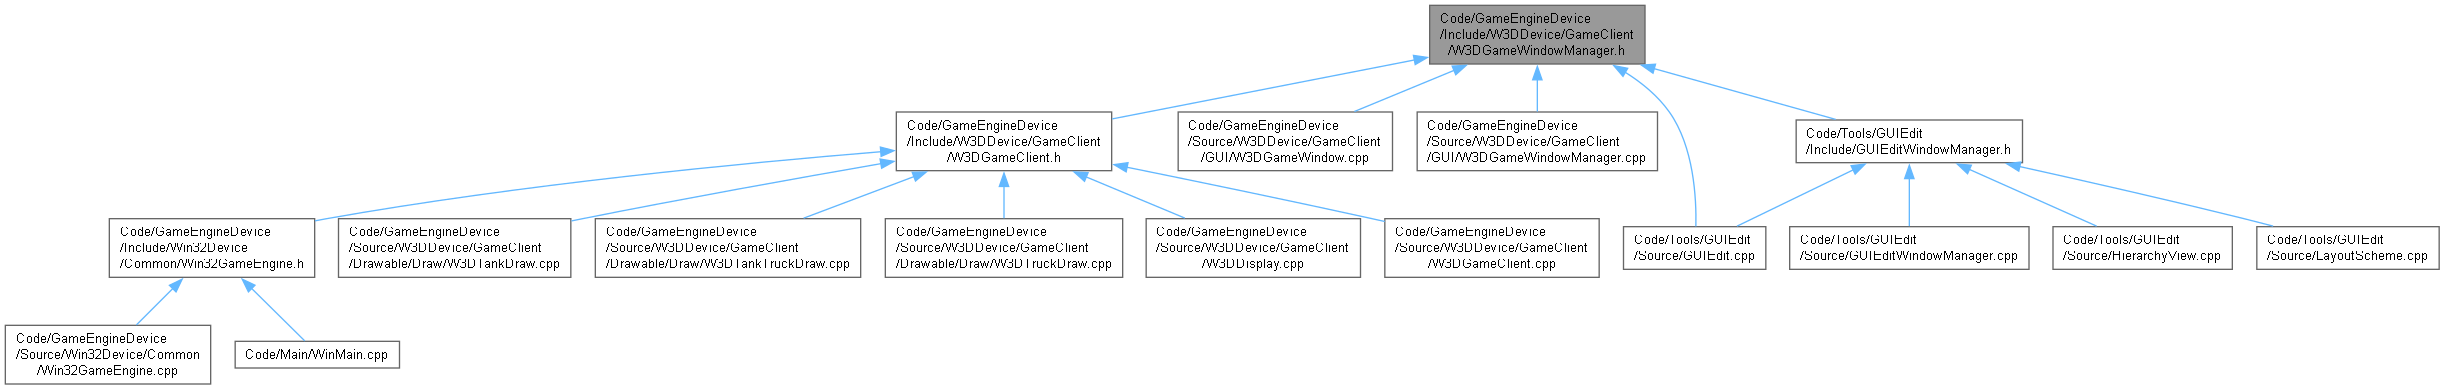 Code/GameEngineDevice
/Include/W3DDevice/GameClient
/W3DGameWindowManager.h
Code/GameEngineDevice
/Include/W3DDevice/GameClient
/W3DGameClient.h
Code/GameEngineDevice
/Source/W3DDevice/GameClient
/GUI/W3DGameWindow.cpp
Code/GameEngineDevice
/Source/W3DDevice/GameClient
/GUI/W3DGameWindowManager.cpp
Code/Tools/GUIEdit
/Include/GUIEditWindowManager.h
Code/GameEngineDevice
/Include/Win32Device
/Common/Win32GameEngine.h
Code/GameEngineDevice
/Source/W3DDevice/GameClient
/Drawable/Draw/W3DTankDraw.cpp
Code/GameEngineDevice
/Source/W3DDevice/GameClient
/Drawable/Draw/W3DTankTruckDraw.cpp
Code/GameEngineDevice
/Source/W3DDevice/GameClient
/Drawable/Draw/W3DTruckDraw.cpp
Code/GameEngineDevice
/Source/W3DDevice/GameClient
/W3DDisplay.cpp
Code/GameEngineDevice
/Source/W3DDevice/GameClient
/W3DGameClient.cpp
Code/Tools/GUIEdit
/Source/GUIEdit.cpp
Code/Tools/GUIEdit
/Source/GUIEditWindowManager.cpp
Code/Tools/GUIEdit
/Source/HierarchyView.cpp
Code/Tools/GUIEdit
/Source/LayoutScheme.cpp
Code/GameEngineDevice
/Source/Win32Device/Common
/Win32GameEngine.cpp
Code/Main/WinMain.cpp